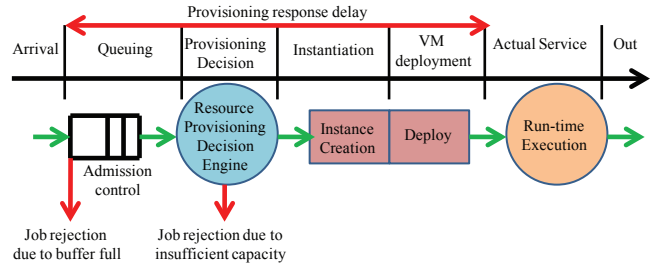 Provisioning response delay
Arrival
Queuing
Provisioning
Decision
Instantiation
VM
deployment
Actual Service
Out
Resource
Provisioning
Decision
Engine
Instance
Creation
Deploy
Run-time
Execution
Admission
control
Job rejection
due to buffer full
Job rejection due to
insufficient capacity